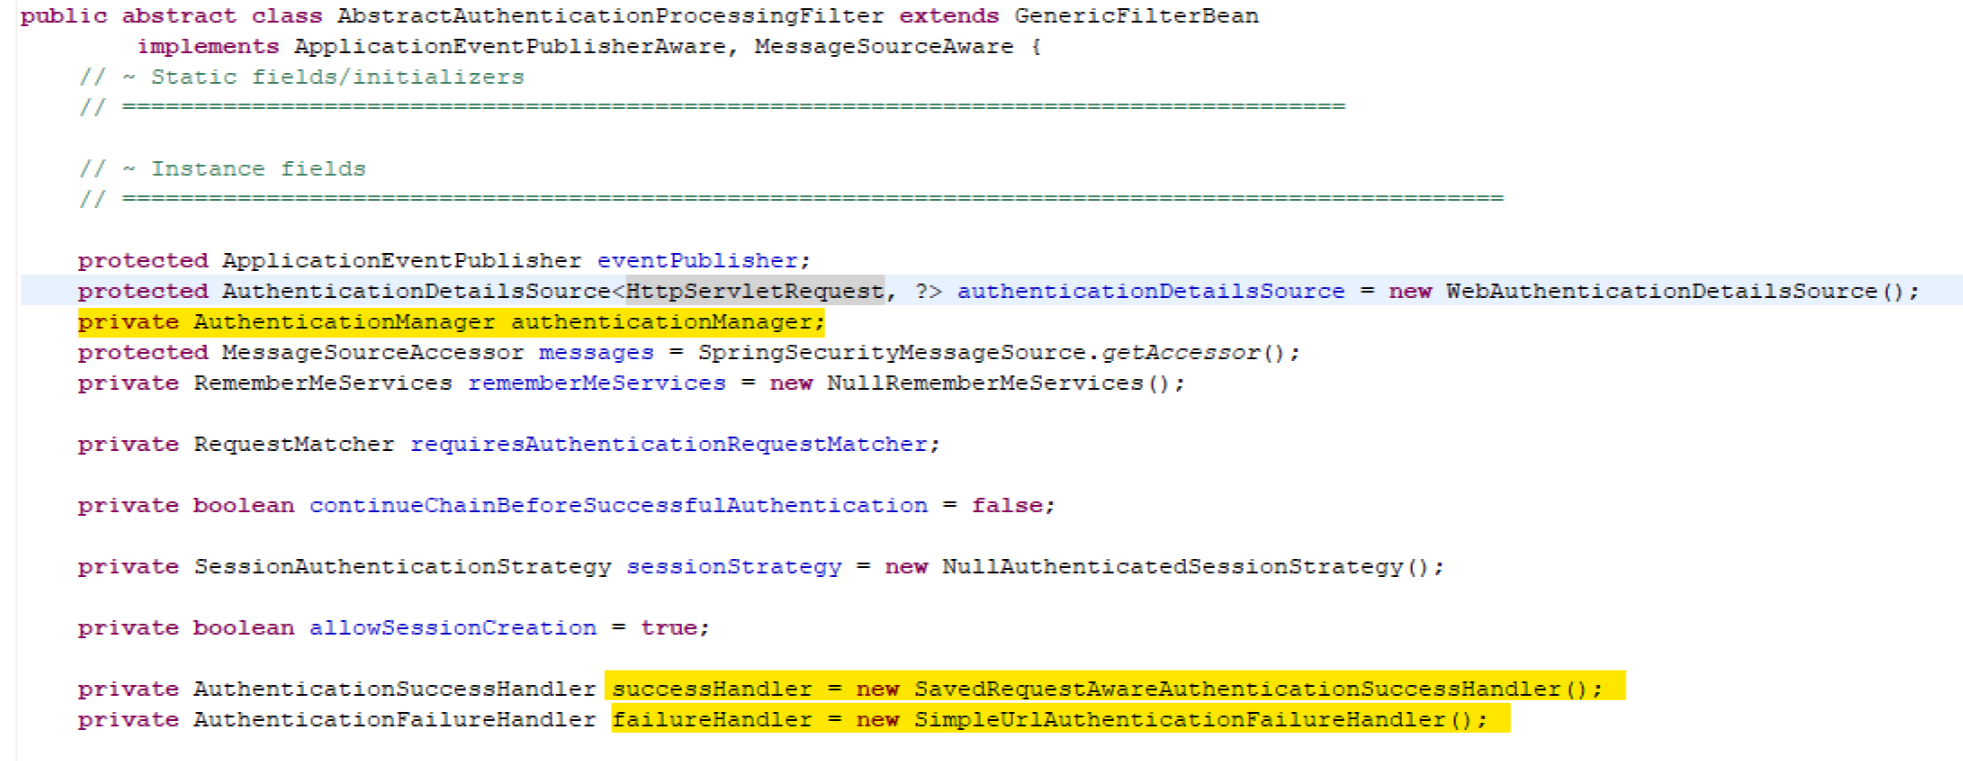 public abstract class AbstractAuthenticationProcessingFilter extends GenericFilterBean
implements ApplicationEventPublisherAware, MessageSourceAware {
// ~ Static fields/initializers
// =====================================================================================
// ~ Instance fields
// ================================================================================================
protected ApplicationEventPublisher eventPublisher;
protected AuthenticationDetailsSource<HttpServletRequest, ?> authenticationDetailsSource = new WebAuthenticationDetailsSource();
private AuthenticationManager authenticationManager;
protected MessageSourceAccessor messages = SpringSecurityMessageSource.getAccessor();
private RememberMeServices rememberMeServices = new NullRememberMeServices();
private RequestMatcher requiresAuthenticationRequestMatcher;
private boolean continueChainBeforeSuccessfulAuthentication = false;
private SessionAuthenticationStrategy sessionStrategy = new NullAuthenticatedSessionStrategy();
private boolean allowSessionCreation = true;
private AuthenticationSuccessHandler successHandler = new SavedRequestAwareAuthenticationSuccessHandler();
private AuthenticationFailureHandler failureHandler = new SimpleUrlAuthenticationFailureHandler();